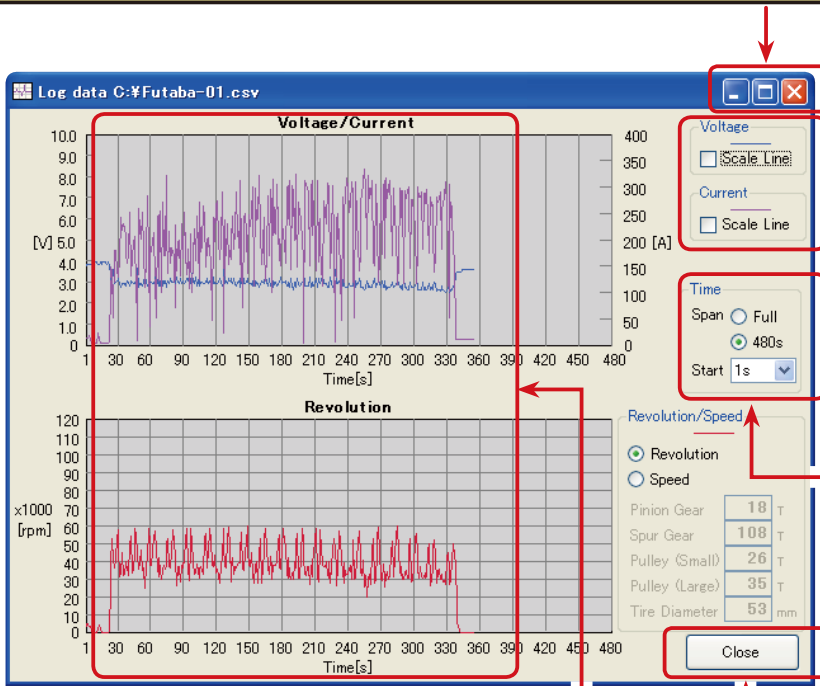 Log data C:¥Futaba-01.csv
Voltage/Current
10.0
9.0
8.0
7.0
6.0
[V] 5.0
4.0
3.0
2.0
1.0
0
400
350
300
250
200 [A]
150
100
50
0
1 30 60 90 120 150 180 210 240 270 300 330 360 390 420 450 480
Time[s]
Revolution
120
110
100
90
80
x1000 70
[rpm] 60
50
40
30
20
10
0
1 30 60 90 120 150 180 210 240 270 300 330 360 390 420 450 480
Time[s]
Voltage
Scale Line
Current
Scale Line
Time
Span Full
480s
Start 1s
Revolution/Speed
Revolution
Speed
Pinion Gear 18 T
Spur Gear 108 T
Pulley (Small) 26 T
Pulley (Large) 35 T
Tire Diameter 53 mm
Close